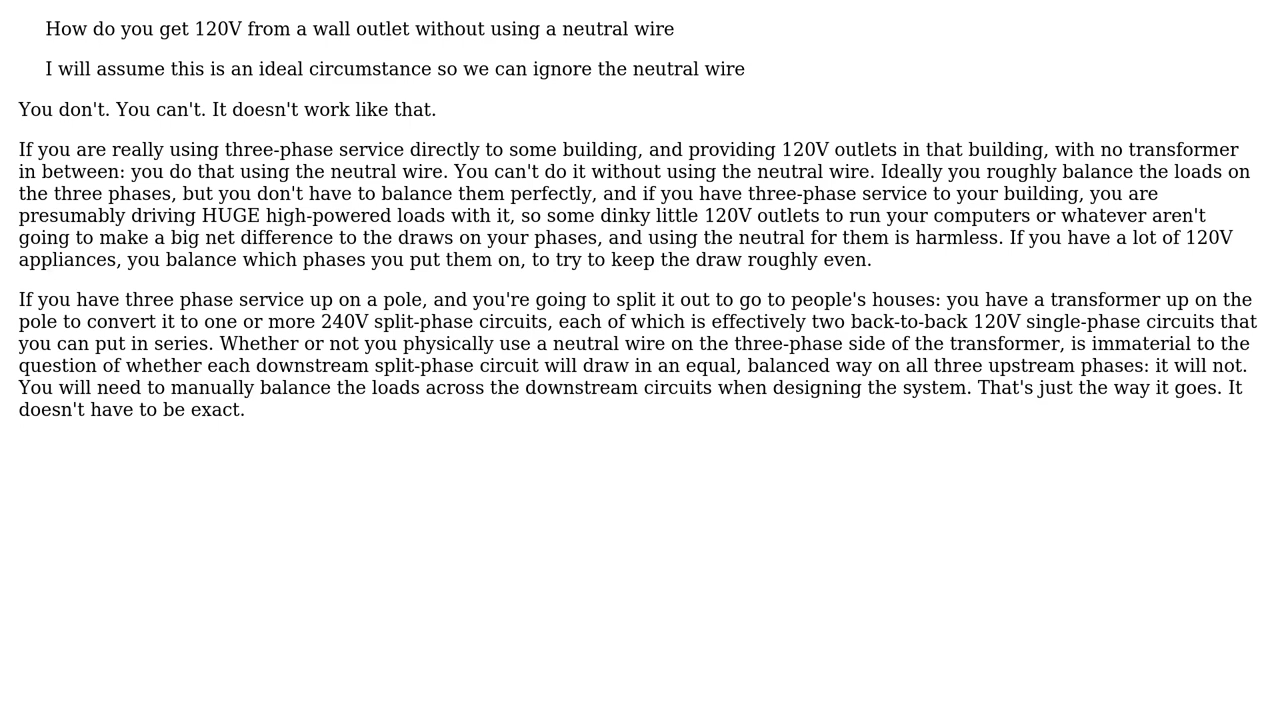 How do you get 120V from a wall outlet without using a neutral wire
I will assume this is an ideal circumstance so we can ignore the neutral wire
You don't. You can't. It doesn't work like that.
If you are really using three-phase service directly to some building, and providing 120V outlets in that building, with no transformer
in between: you do that using the neutral wire. You can't do it without using the neutral wire. Ideally you roughly balance the loads on
the three phases, but you don't have to balance them perfectly, and if you have three-phase service to your building, you are
presumably driving HUGE high-powered loads with it, so some dinky little 120V outlets to run your computers or whatever aren't
going to make a big net difference to the draws on your phases, and using the neutral for them is harmless. If you have a lot of 120V
appliances, you balance which phases you put them on, to try to keep the draw roughly even.
If you have three phase service up on a pole, and you're going to split it out to go to people's houses: you have a transformer up on the
pole to convert it to one or more 240V split-phase circuits, each of which is effectively two back-to-back 120V single-phase circuits that
you can put in series. Whether or not you physically use a neutral wire on the three-phase side of the transformer, is immaterial to the
question of whether each downstream split-phase circuit will draw in an equal, balanced way on all three upstream phases: it will not.
You will need to manually balance the loads across the downstream circuits when designing the system. That's just the way it goes. It
doesn't have to be exact.